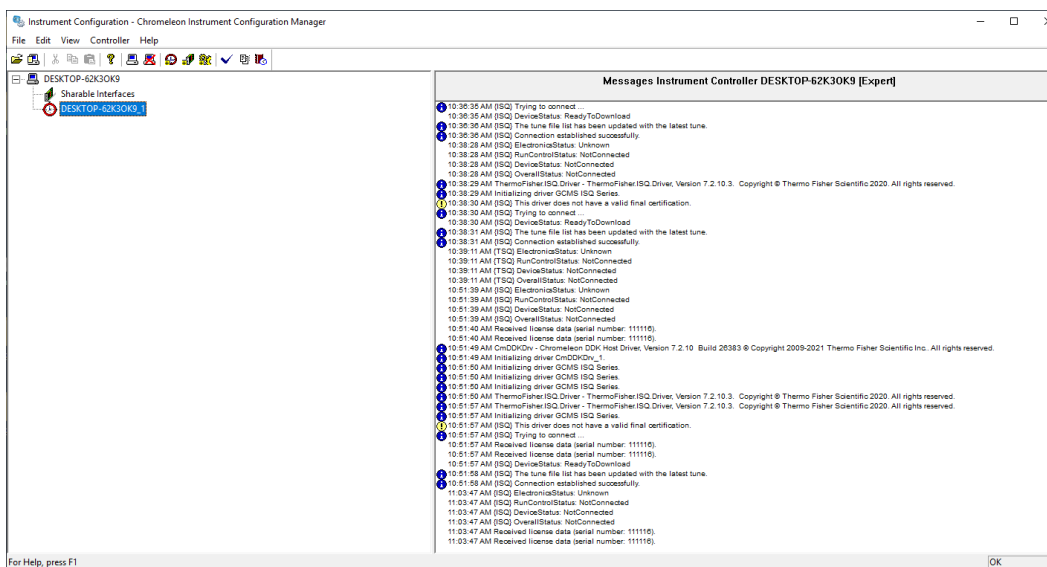 Instrument Configuration - Chromeleon Instrument Configuration Manager
File Edit View Controller Help
DESKTOP-62K3OK9
Sharable Interfaces
DESKTOP-62K3OK9_1
Messages Instrument Controller DESKTOP-62K3OK9 [Expert]
10:36:35 AM {ISQ} Trying to connect ...
10:36:35 AM {ISQ} DeviceStatus: ReadyToDownload
10:36:36 AM {ISQ} The tune file list has been updated with the latest tune.
10:36:36 AM {ISQ} Connection established successfully.
10:38:28 AM {ISQ} ElectronicsStatus: Unknown
10:38:28 AM {ISQ} RunControlStatus: NotConnected
10:38:28 AM {ISQ} DeviceStatus: NotConnected
10:38:28 AM {ISQ} OverallStatus: NotConnected
10:38:29 AM ThermoFisher.ISQ.Driver - ThermoFisher.ISQ.Driver, Version 7.2.10.3. Copyright © Thermo Fisher Scientific 2020. All rights reserved.
10:38:29 AM Initializing driver GCMS ISQ Series.
10:38:30 AM {ISQ} This driver does not have a valid final certification.
10:38:30 AM {ISQ} Trying to connect ...
10:38:30 AM {ISQ} DeviceStatus: ReadyToDownload
10:38:31 AM {ISQ} The tune file list has been updated with the latest tune.
10:38:31 AM {ISQ} Connection established successfully.
10:39:11 AM {TSQ} ElectronicsStatus: Unknown
10:39:11 AM {TSQ} RunControlStatus: NotConnected
10:39:11 AM {TSQ} DeviceStatus: NotConnected
10:39:11 AM {TSQ} OverallStatus: NotConnected
10:51:39 AM {ISQ} ElectronicsStatus: Unknown
10:51:39 AM {ISQ} RunControlStatus: NotConnected
10:51:39 AM {ISQ} DeviceStatus: NotConnected
10:51:39 AM {ISQ} OverallStatus: NotConnected
10:51:40 AM Received license data (serial number: 111116).
10:51:40 AM Received license data (serial number: 111116).
10:51:49 AM CmDDKDrv - Chromeleon DDK Host Driver, Version 7.2.10 Build 26383 © Copyright 2009-2021 Thermo Fisher Scientific Inc.. All rights reserved.
10:51:49 AM Initializing driver CmDDKDrv_1.
10:51:50 AM Initializing driver GCMS ISQ Series.
10:51:50 AM Initializing driver GCMS ISQ Series.
10:51:50 AM ThermoFisher.ISQ.Driver - ThermoFisher.ISQ.Driver, Version 7.2.10.3. Copyright © Thermo Fisher Scientific 2020. All rights reserved.
10:51:57 AM ThermoFisher.ISQ.Driver - ThermoFisher.ISQ.Driver, Version 7.2.10.3. Copyright © Thermo Fisher Scientific 2020. All rights reserved.
10:51:57 AM Initializing driver GCMS ISQ Series.
10:51:57 AM {ISQ} This driver does not have a valid final certification.
10:51:57 AM {ISQ} Trying to connect ...
10:51:57 AM Received license data (serial number: 111116).
10:51:57 AM Received license data (serial number: 111116).
10:51:57 AM {ISQ} DeviceStatus: ReadyToDownload
10:51:58 AM {ISQ} The tune file list has been updated with the latest tune.
10:51:58 AM {ISQ} Connection established successfully.
11:03:47 AM {ISQ} ElectronicsStatus: Unknown
11:03:47 AM {ISQ} RunControlStatus: NotConnected
11:03:47 AM {ISQ} DeviceStatus: NotConnected
11:03:47 AM {ISQ} OverallStatus: NotConnected
11:03:47 AM Received license data (serial number: 111116).
11:03:47 AM Received license data (serial number: 111116).
For Help, press F1
OK